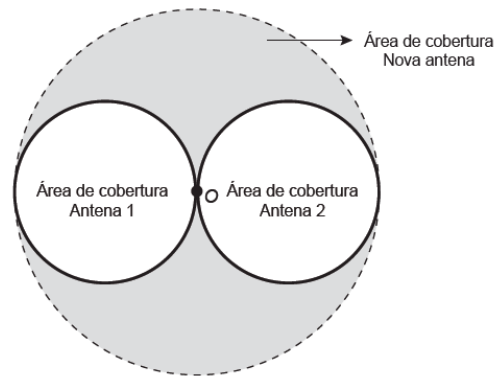 Área de cobertura
Nova antena
Área de cobertura
Antena 1
O
Área de cobertura
Antena 2